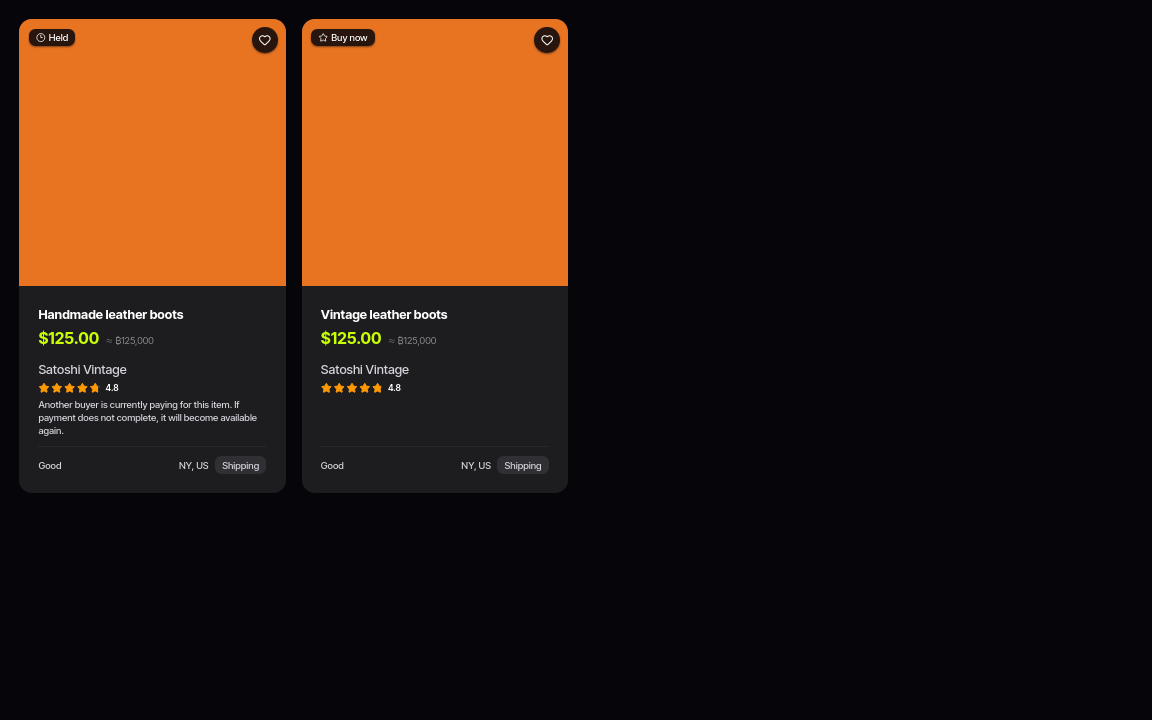 Held
Buy now
Handmade leather boots
$125.00 ≈ ₿125,000
Satoshi Vintage
4.8
Another buyer is currently paying for this item. If
payment does not complete, it will become available
again.
Good NY, US Shipping
Vintage leather boots
$125.00 ≈ ₿125,000
Satoshi Vintage
4.8
Good NY, US Shipping